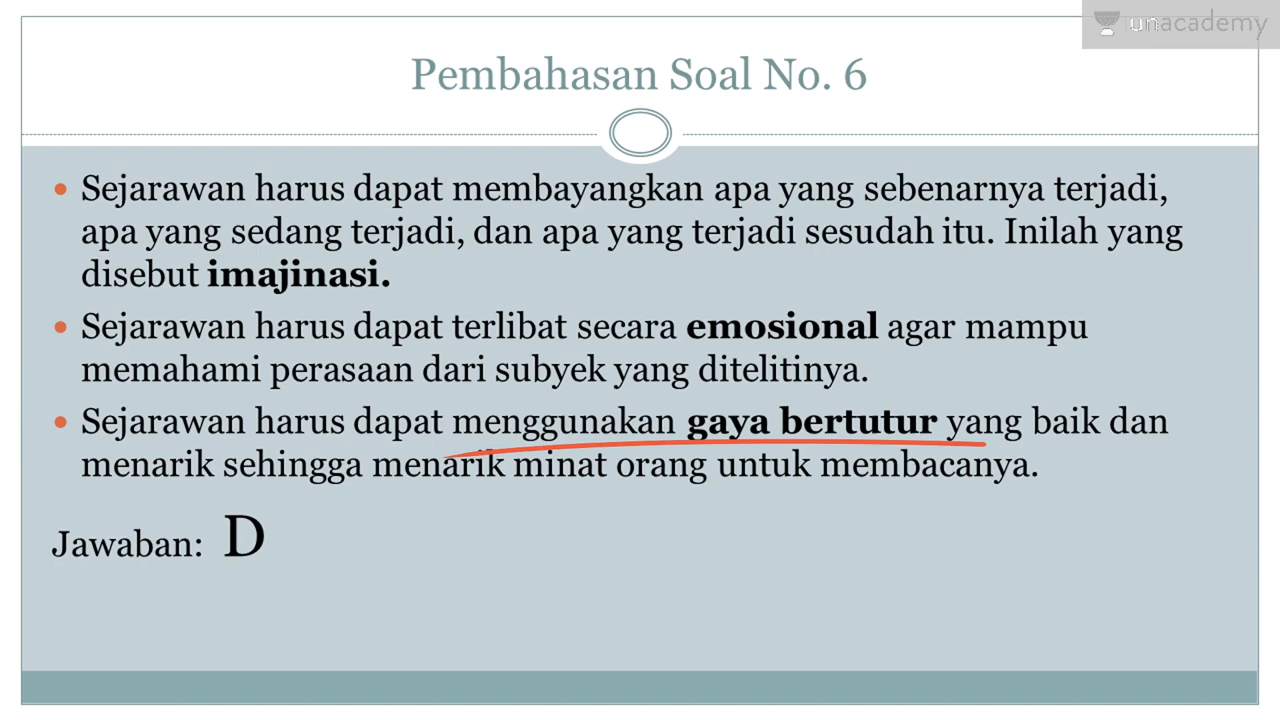 unacademy
Pembahasan Soal No. 6
• Sejarawan harus dapat membayangkan apa yang sebenarnya terjadi,
apa yang sedang terjadi, dan apa yang terjadi sesudah itu. Inilah yang
disebut imajinasi.
• Sejarawan harus dapat terlibat secara emosional agar mampu
memahami perasaan dari subyek yang ditelitinya.
• Sejarawan harus dapat menggunakan gaya bertutur yang baik dan
menarik sehingga menarik minat orang untuk membacanya.
Jawaban: D